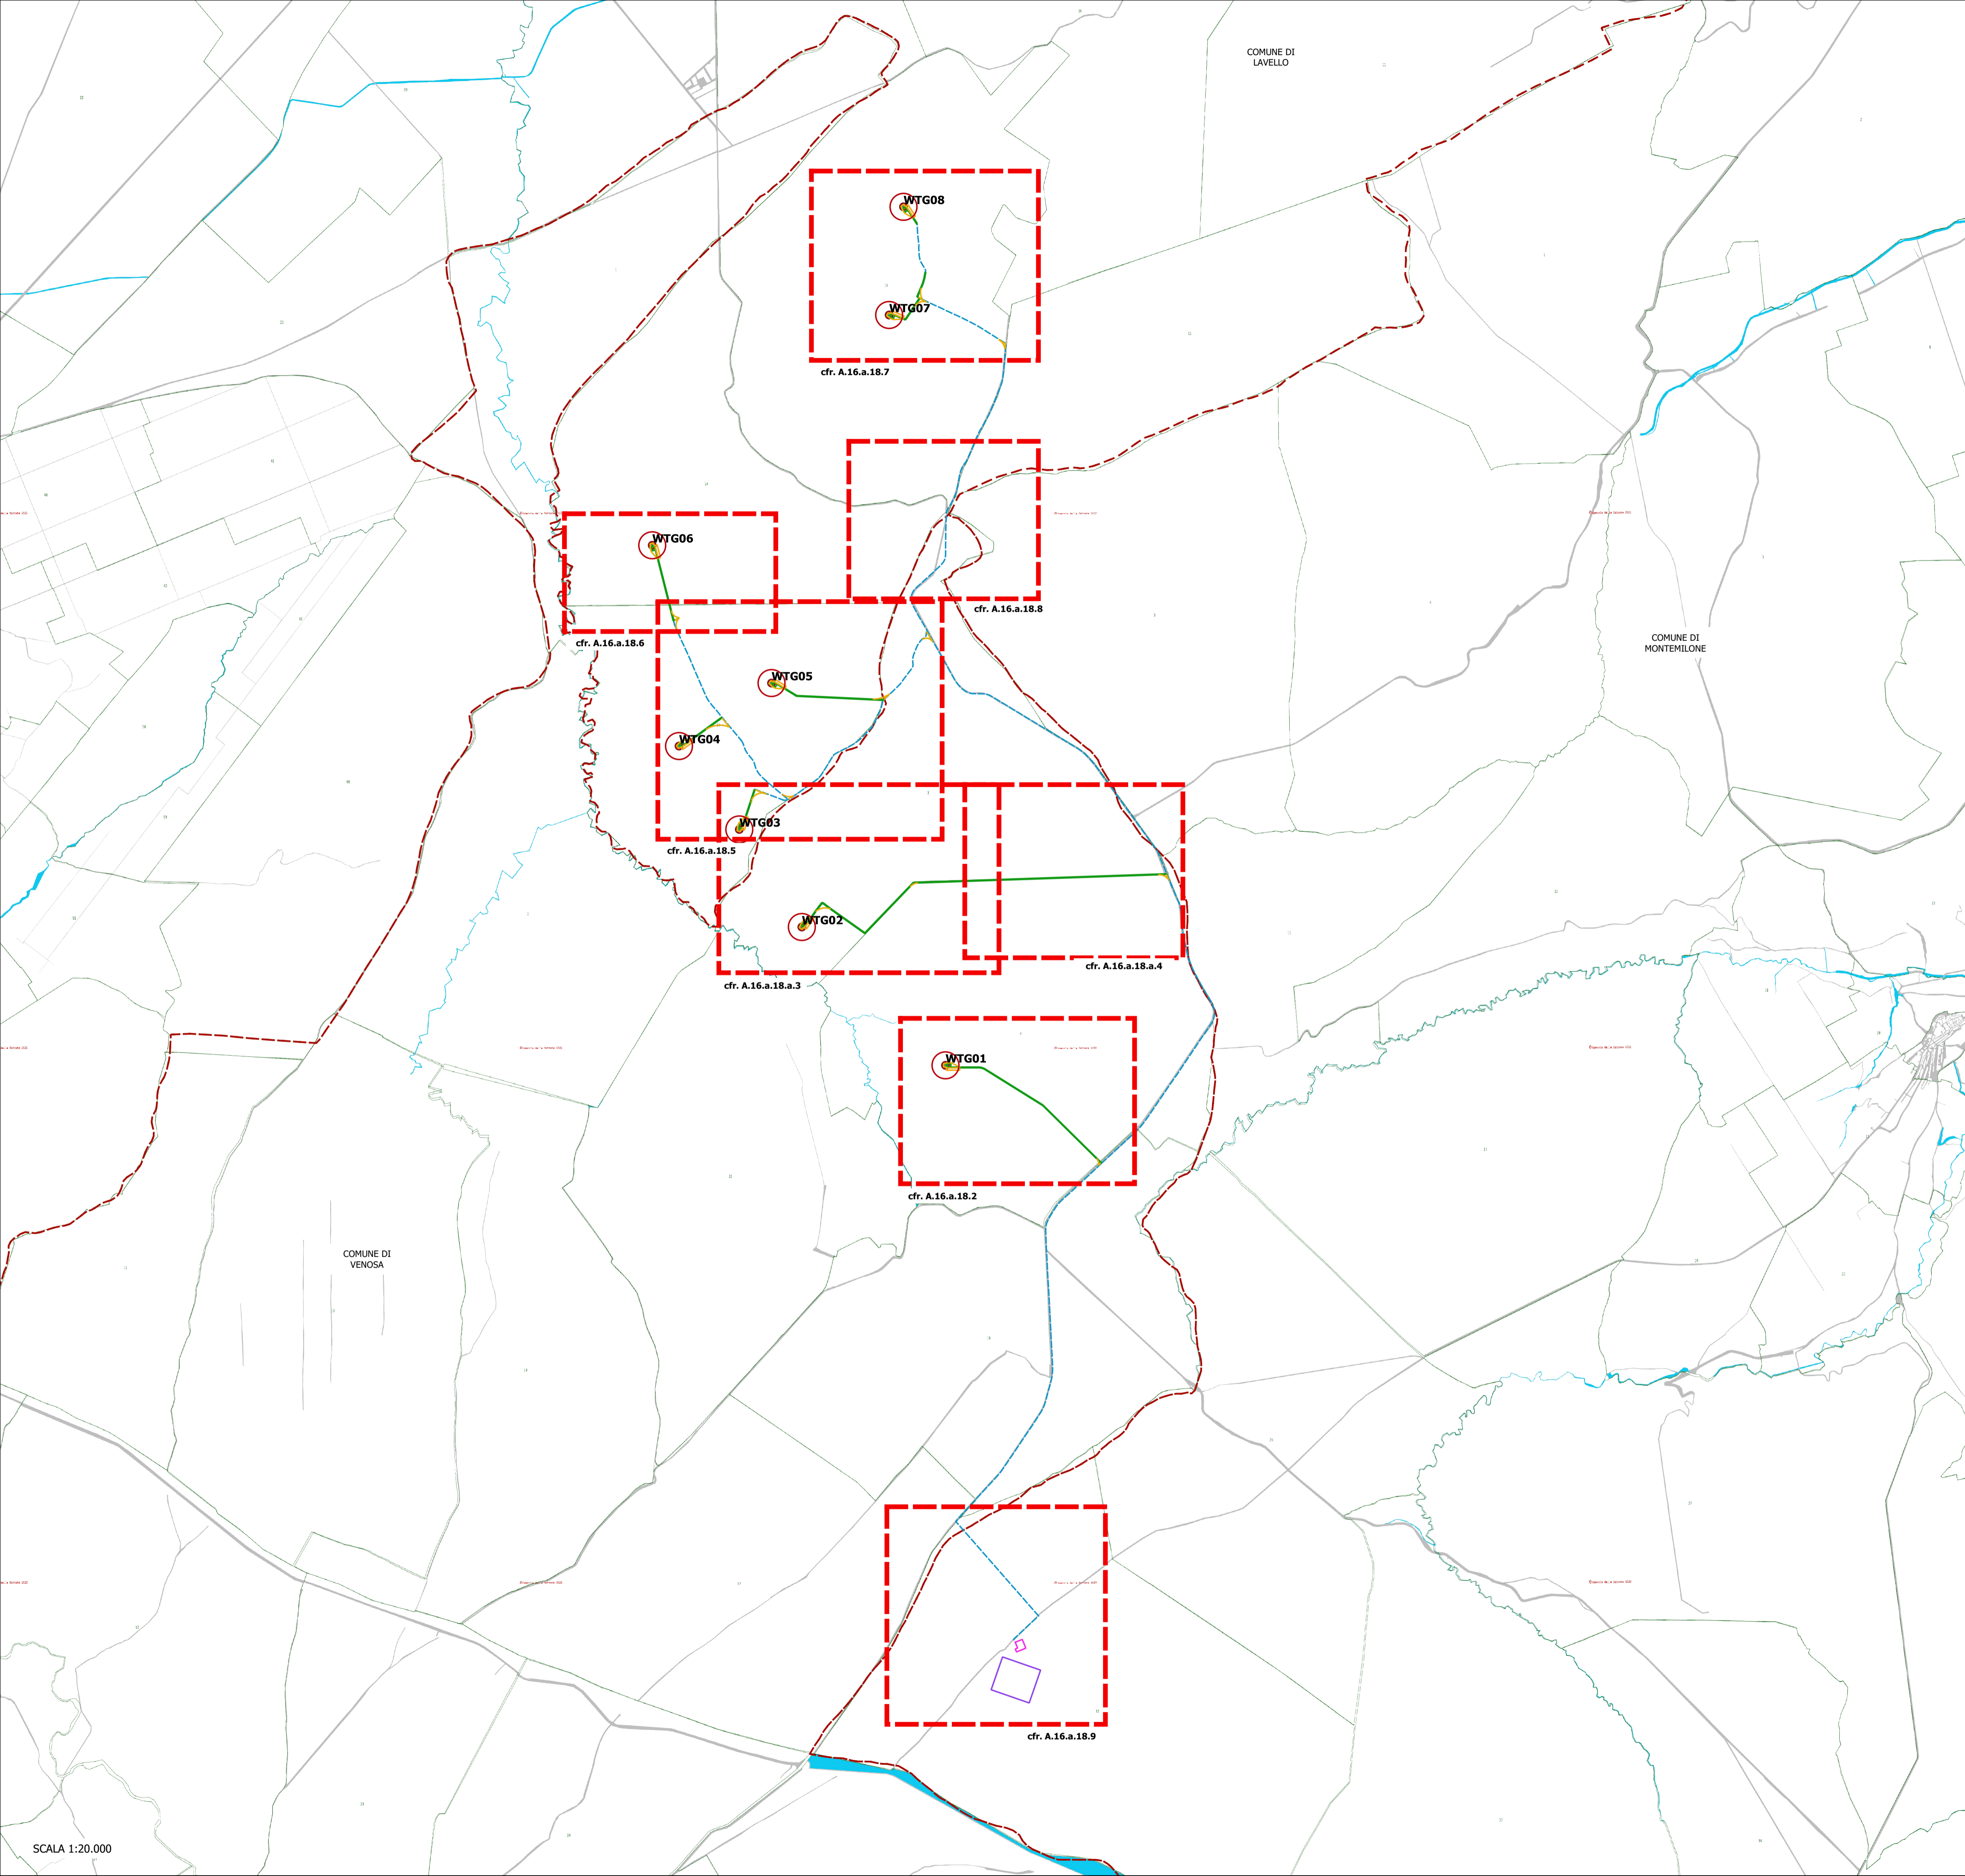 COMUNE DI
LAVELLO
WTG08
WTG07
cfr. A.16.a.18.7
WTG06
cfr. A.16.a.18.8
COMUNE DI
MONTEMILONE
cfr. A.16.a.18.6
WTG05
WTG04
WTG03
cfr. A.16.a.18.5
WTG02
cfr. A.16.a.18.a.4
cfr. A.16.a.18.a.3
WTG01
cfr. A.16.a.18.2
COMUNE DI
VENOSA
cfr. A.16.a.18.9
SCALA 1:20.000